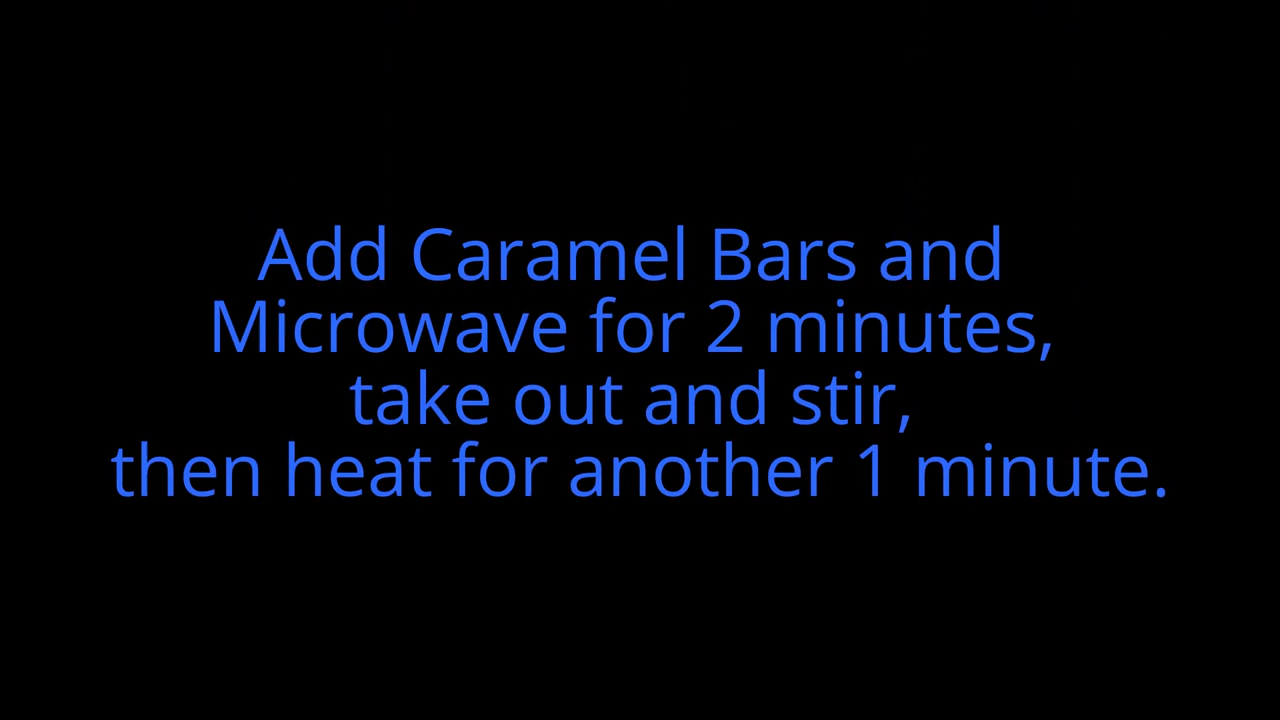 Add Caramel Bars and
Microwave for 2 minutes,
take out and stir,
then heat for another 1 minute.